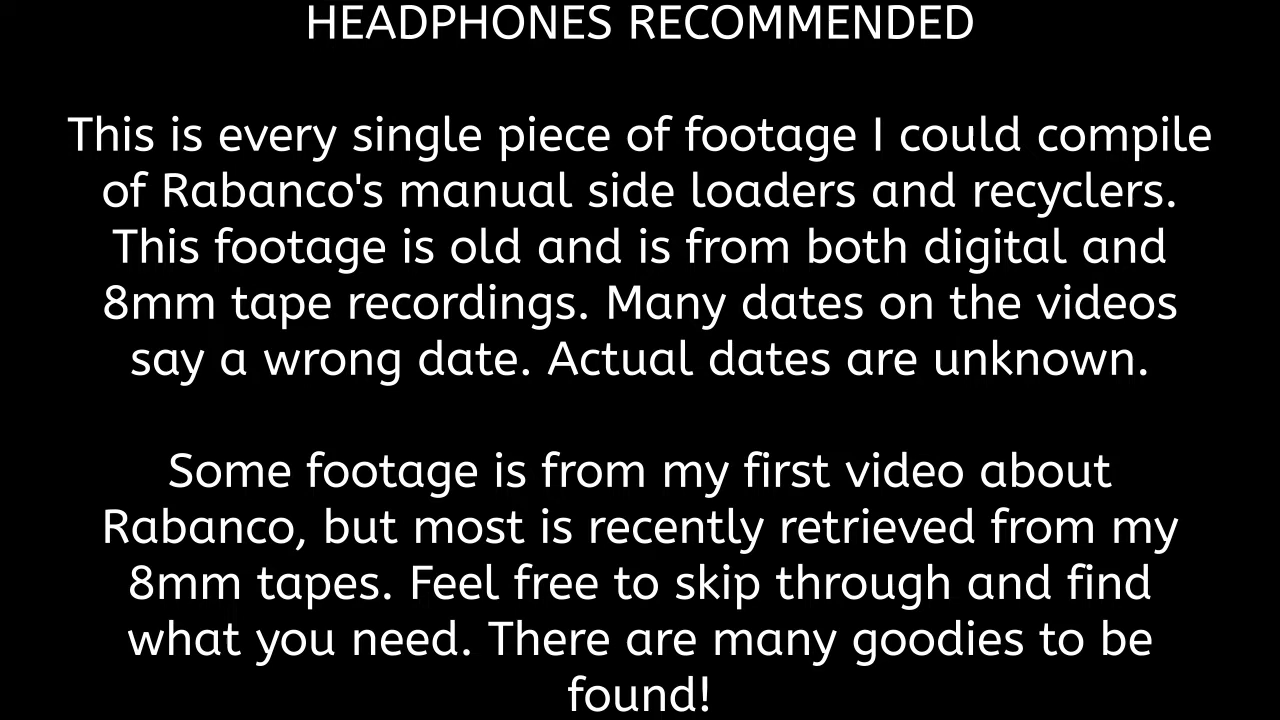 HEADPHONES RECOMMENDED
This is every single piece of footage I could compile
of Rabanco's manual side loaders and recyclers.
This footage is old and is from both digital and
8mm tape recordings. Many dates on the videos
say a wrong date. Actual dates are unknown.
Some footage is from my first video about
Rabanco, but most is recently retrieved from my
8mm tapes. Feel free to skip through and find
what you need. There are many goodies to be
found!